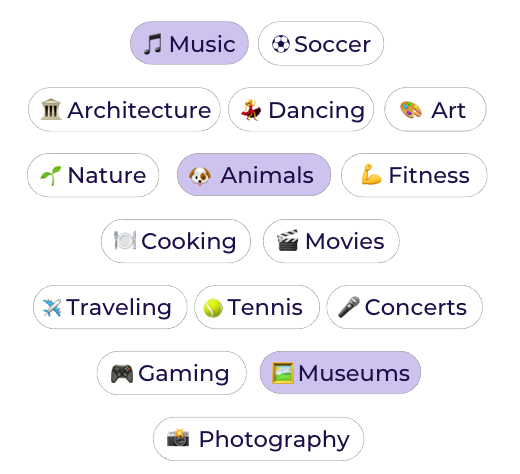 Music Soccer
Architecture Dancing Art
Nature Animals Fitness
Cooking Movies
Traveling Tennis Concerts
Gaming Museums
Photography